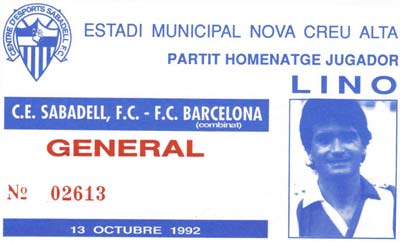 CENTRE D'ESPORTS SABADELL F.C.
ESTADI MUNICIPAL NOVA CREU ALTA
PARTIT HOMENATGE JUGADOR
LINO
C.E. SABADELL, F.C. - F.C. BARCELONA
(combinat)
GENERAL
Nº 02613
13 OCTUBRE 1992